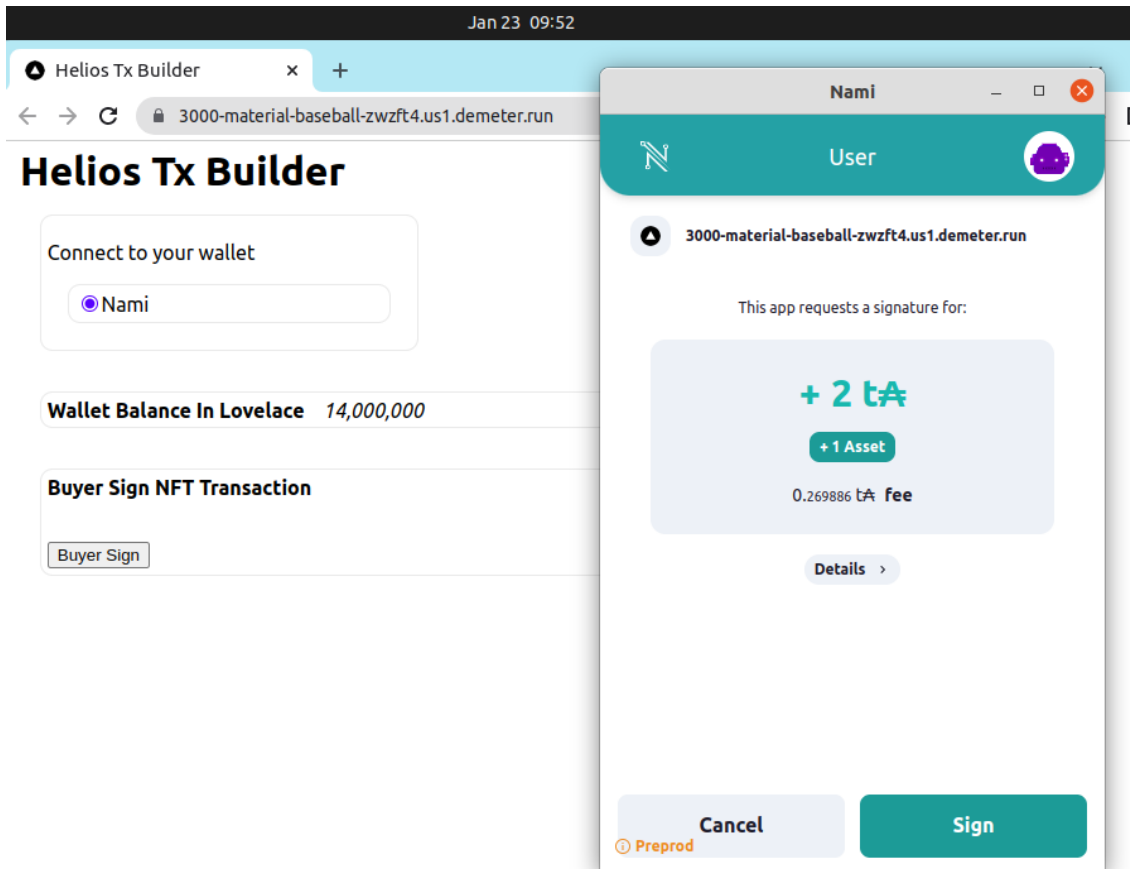 Jan 23 09:52
Helios Tx Builder
3000-material-baseball-zwzft4.us1.demeter.run
Helios Tx Builder
Connect to your wallet
Nami
Wallet Balance In Lovelace 14,000,000
Buyer Sign NFT Transaction
Buyer Sign
Nami
User
3000-material-baseball-zwzft4.us1.demeter.run
This app requests a signature for:
+ 2 t₳
+ 1 Asset
0.269886 t₳ fee
Details
Cancel
Sign
Preprod